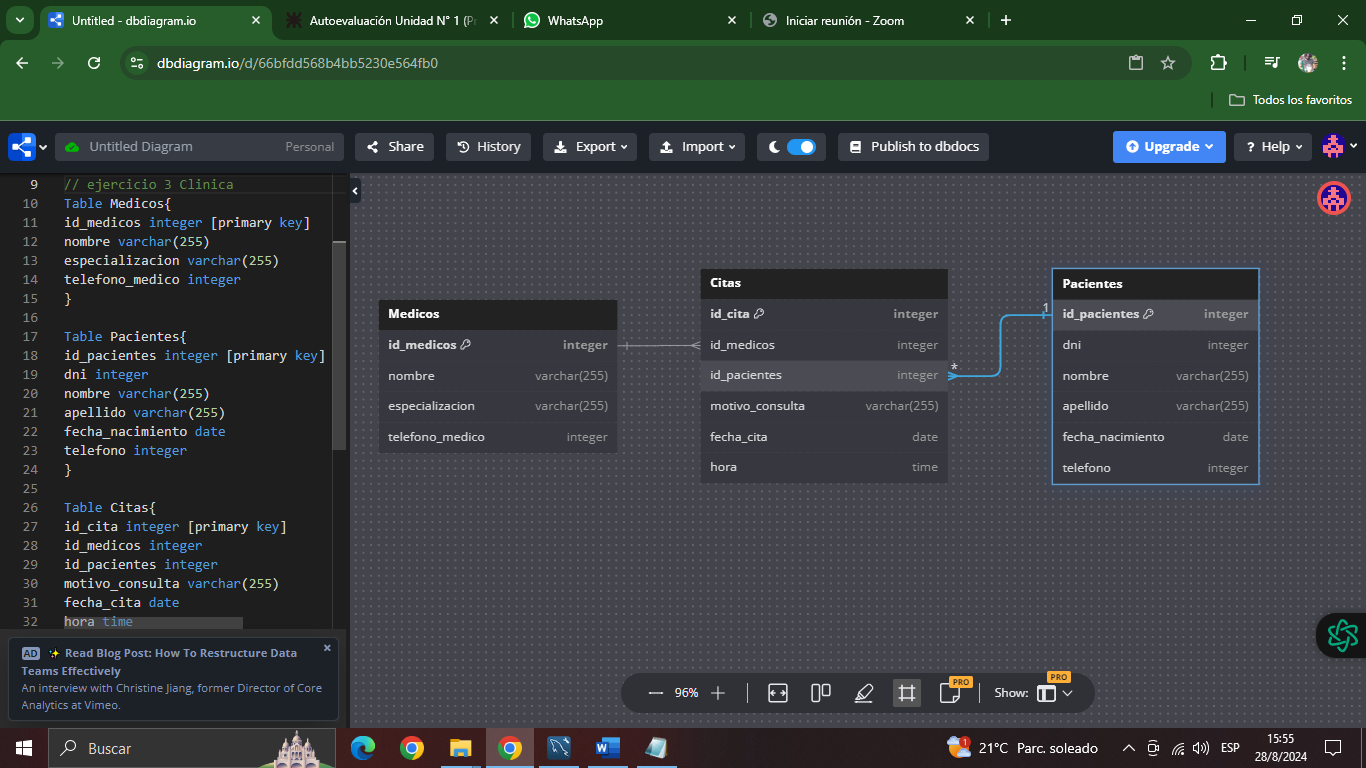 Untitled - dbdiagram.io
Autoevaluación Unidad N° 1 (Pr
WhatsApp
Iniciar reunión - Zoom
dbdiagram.io/d/66bfdd568b4bb5230e564fb0
Todos los favoritos
Untitled Diagram
Personal
Share
History
Export
Import
Publish to dbdocs
Upgrade
? Help
9 // ejercicio 3 Clinica
10 Table Medicos{
11 id_medicos integer [primary key]
12 nombre varchar(255)
13 especializacion varchar(255)
14 telefono_medico integer
15 }
16
17 Table Pacientes{
18 id_pacientes integer [primary key]
19 dni integer
20 nombre varchar(255)
21 apellido varchar(255)
22 fecha_nacimiento date
23 telefono integer
24 }
25
26 Table Citas{
27 id_cita integer [primary key]
28 id_medicos integer
29 id_pacientes integer
30 motivo_consulta varchar(255)
31 fecha_cita date
32 hora time
Medicos
id_medicos integer
nombre varchar(255)
especializacion varchar(255)
telefono_medico integer
Citas
id_cita integer
id_medicos integer
id_pacientes integer
motivo_consulta varchar(255)
fecha_cita date
hora time
*
1
Pacientes
id_pacientes integer
dni integer
nombre varchar(255)
apellido varchar(255)
fecha_nacimiento date
telefono integer
AD ✨ Read Blog Post: How To Restructure Data
Teams Effectively
An interview with Christine Jiang, former Director of Core
Analytics at Vimeo.
96%
PRO
Show:
PRO
Buscar
21°C Parc. soleado
ESP
15:55
28/8/2024